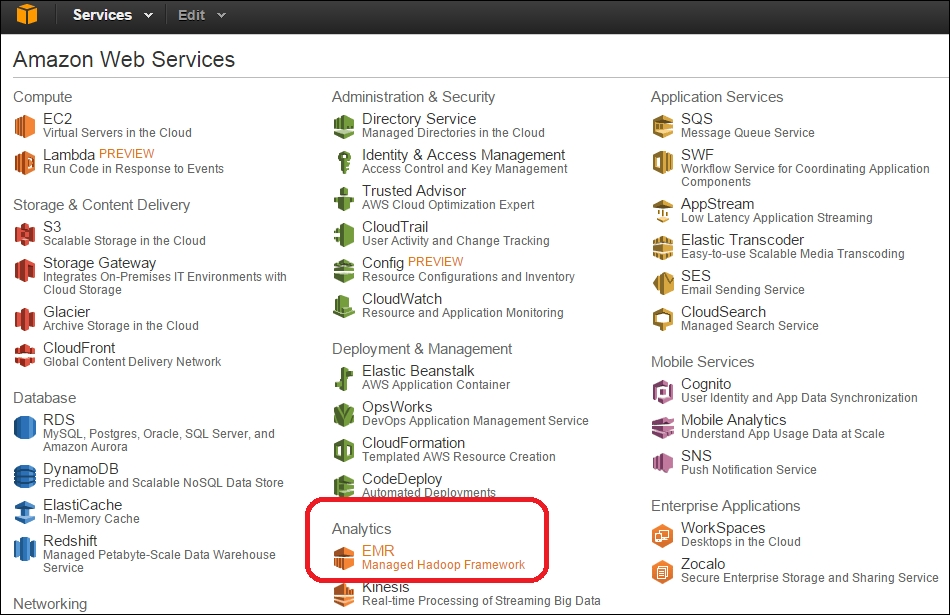 Services
Edit
Amazon Web Services
Compute
EC2
Virtual Servers in the Cloud
Lambda PREVIEW
Run Code in Response to Events
Storage & Content Delivery
S3
Scalable Storage in the Cloud
Storage Gateway
Integrates On-Premises IT Environments with
Cloud Storage
Glacier
Archive Storage in the Cloud
CloudFront
Global Content Delivery Network
Database
RDS
MySQL, Postgres, Oracle, SQL Server, and
Amazon Aurora
DynamoDB
Predictable and Scalable NoSQL Data Store
ElastiCache
In-Memory Cache
Redshift
Managed Petabyte-Scale Data Warehouse
Service
Networking
Administration & Security
Directory Service
Managed Directories in the Cloud
Identity & Access Management
Access Control and Key Management
Trusted Advisor
AWS Cloud Optimization Expert
CloudTrail
User Activity and Change Tracking
Config PREVIEW
Resource Configurations and Inventory
CloudWatch
Resource and Application Monitoring
Deployment & Management
Elastic Beanstalk
AWS Application Container
OpsWorks
DevOps Application Management Service
CloudFormation
Templated AWS Resource Creation
CodeDeploy
Automated Deployments
Analytics
EMR
Managed Hadoop Framework
Kinesis
Real-time Processing of Streaming Big Data
Application Services
SQS
Message Queue Service
SWF
Workflow Service for Coordinating Application
Components
AppStream
Low Latency Application Streaming
Elastic Transcoder
Easy-to-use Scalable Media Transcoding
SES
Email Sending Service
CloudSearch
Managed Search Service
Mobile Services
Cognito
User Identity and App Data Synchronization
Mobile Analytics
Understand App Usage Data at Scale
SNS
Push Notification Service
Enterprise Applications
WorkSpaces
Desktops in the Cloud
Zocalo
Secure Enterprise Storage and Sharing Service